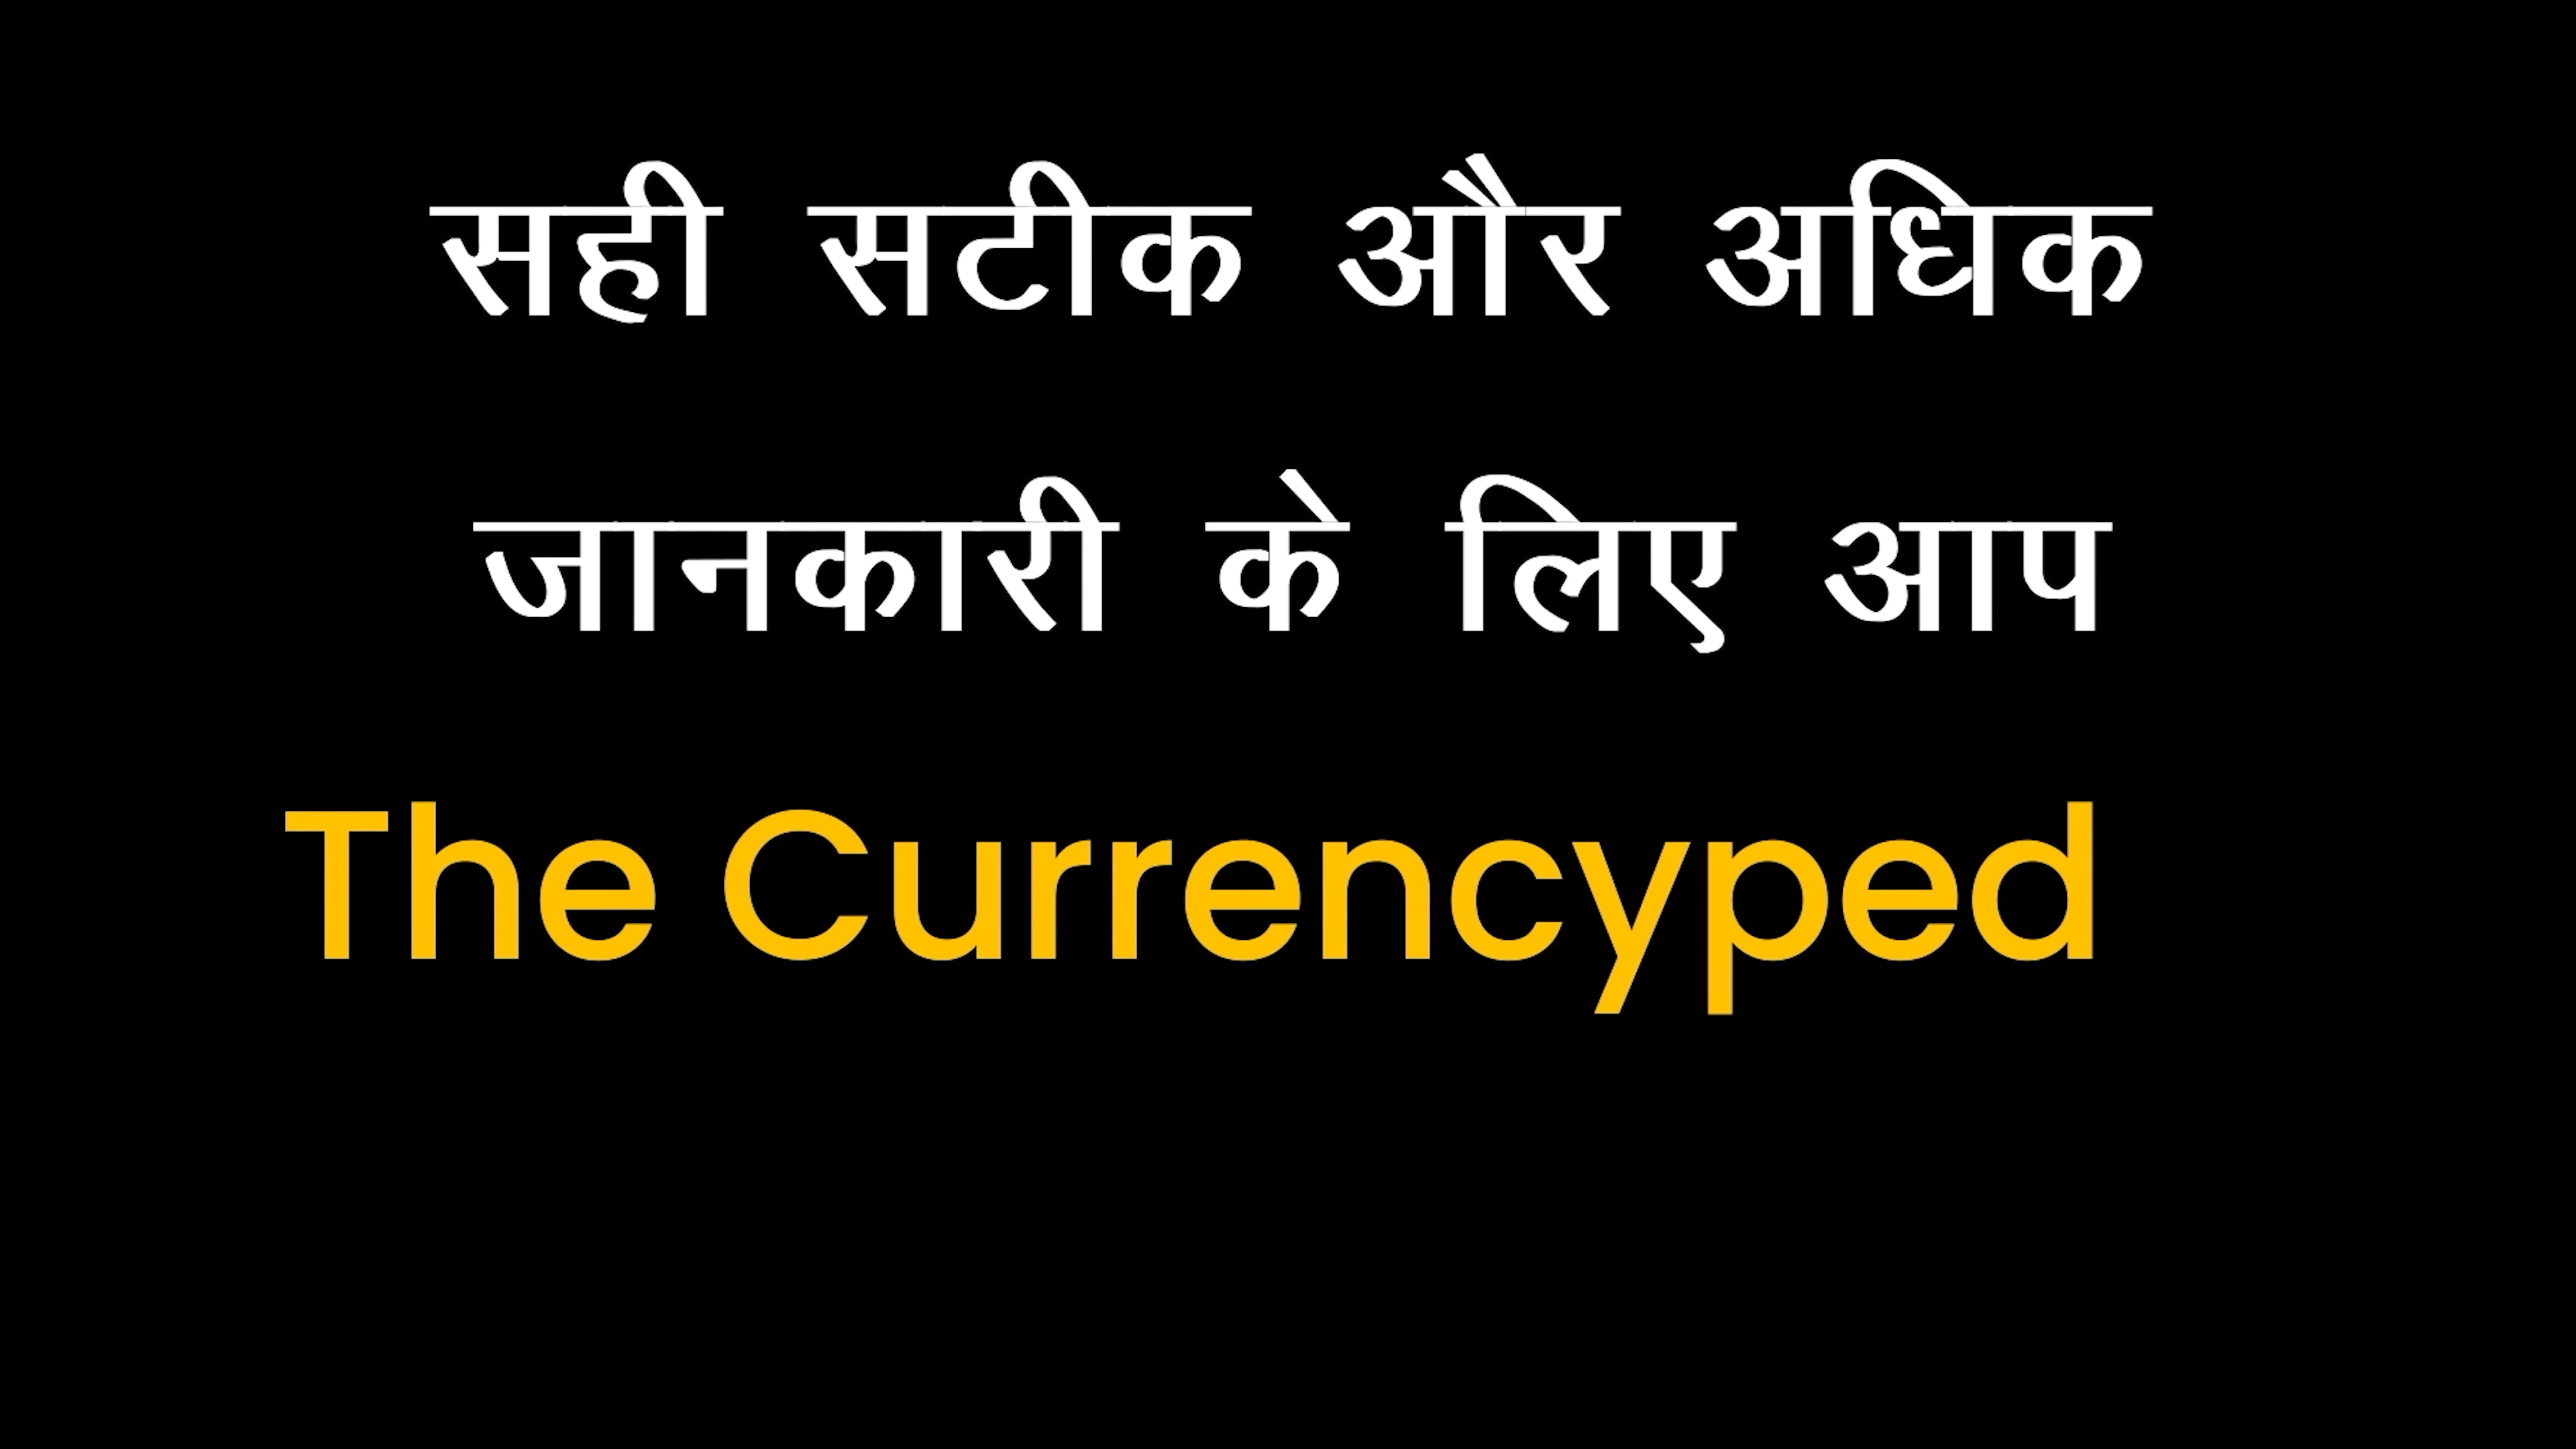 सही सटीक और अधिक
जानकारी के लिए आप
The Currencyped